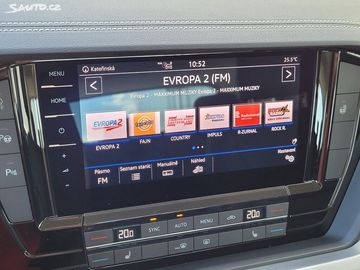 Sauto.cz
MENU
HOME
Kateřinská
10:52
25.5°C
EVROPA 2 (FM)
Evropa 2 - MAXXIMUM MUZIKY Evropa 2 - MAXXIMUM MUZIKY
EVROPA 2
FAJN
COUNTRY
IMPULS
R-ZURNAL
ROCK R.
Pásmo
FM
Seznam stanic
Manuálně
Náhled
Nastavení
20.0
SYNC
AUTO
MENU
20.0